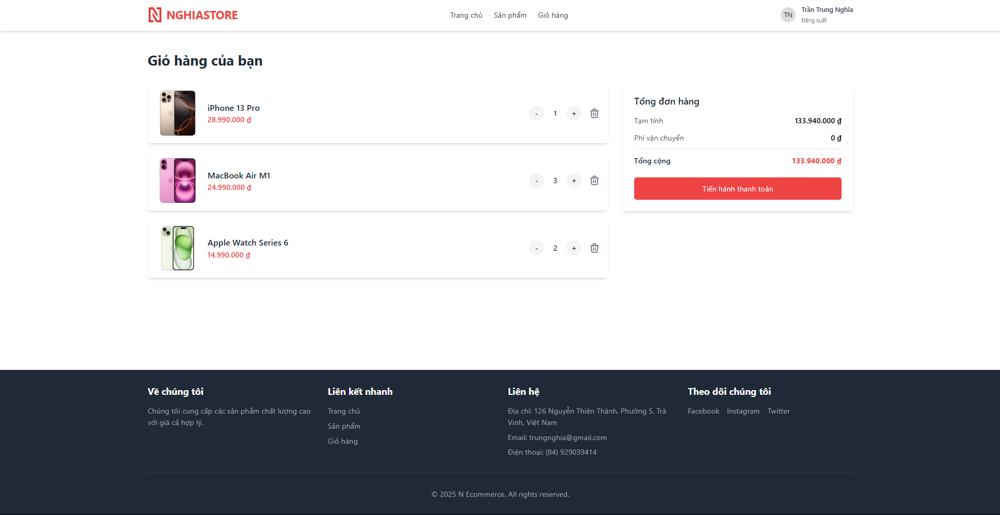 NGHIASTORE
Trang chủ Sản phẩm Giỏ hàng
TN
Trần Trung Nghĩa
Đăng xuất
Giỏ hàng của bạn
iPhone 13 Pro
28.990.000 ₫
- 1 +
MacBook Air M1
24.990.000 ₫
- 3 +
Apple Watch Series 6
14.990.000 ₫
- 2 +
Tổng đơn hàng
Tạm tính 133.940.000 ₫
Phí vận chuyển 0 ₫
Tổng cộng 133.940.000 ₫
Tiến hành thanh toán
Về chúng tôi
Chúng tôi cung cấp các sản phẩm chất lượng cao
với giá cả hợp lý.
Liên kết nhanh
Trang chủ
Sản phẩm
Giỏ hàng
Liên hệ
Địa chỉ: 126 Nguyễn Thiện Thành, Phường 5, Trà
Vinh, Việt Nam
Email: trungnghia@gmail.com
Điện thoại: (84) 929039414
Theo dõi chúng tôi
Facebook Instagram Twitter
© 2025 N Ecommerce. All rights reserved.